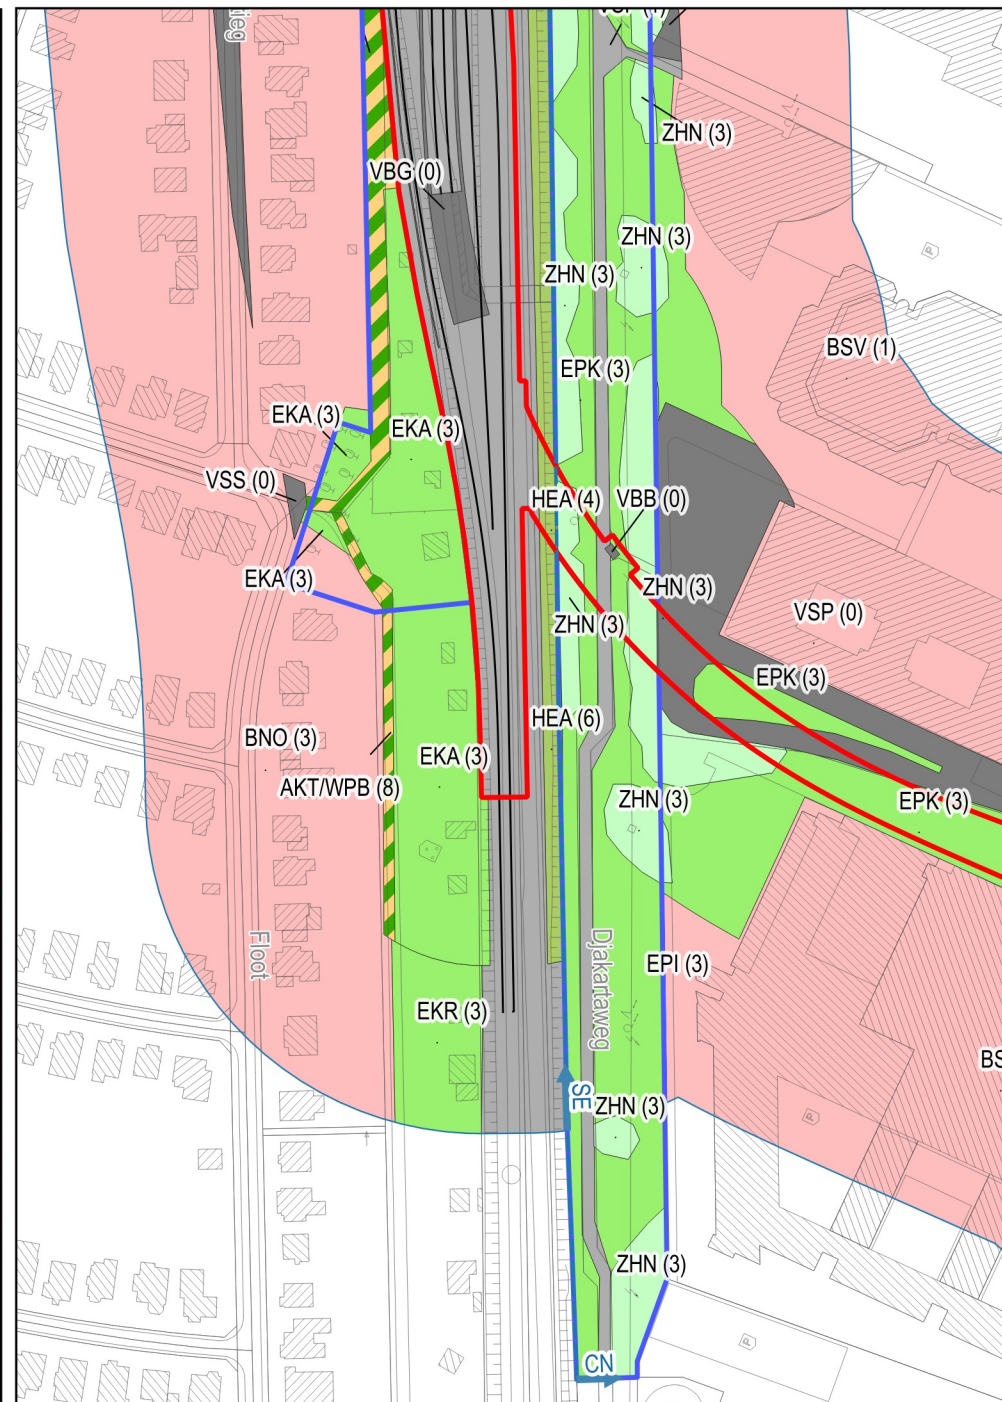 ZHN (3)
VBG (0)
ZHN (3)
ZHN (3)
BSV (1)
EPK (3)
EKA (3)
EKA (3)
VSS (0)
HEA (4)
VBB (0)
EKA (3)
ZHN (3)
VSP (0)
ZHN (3)
EPK (3)
HEA (6)
BNO (3)
EKA (3)
AKT/WPB (8)
ZHN (3)
EPK (3)
Floot
Djakartaweg
EPI (3)
EKR (3)
BS
SE
ZHN (3)
ZHN (3)
CN
P
P
P